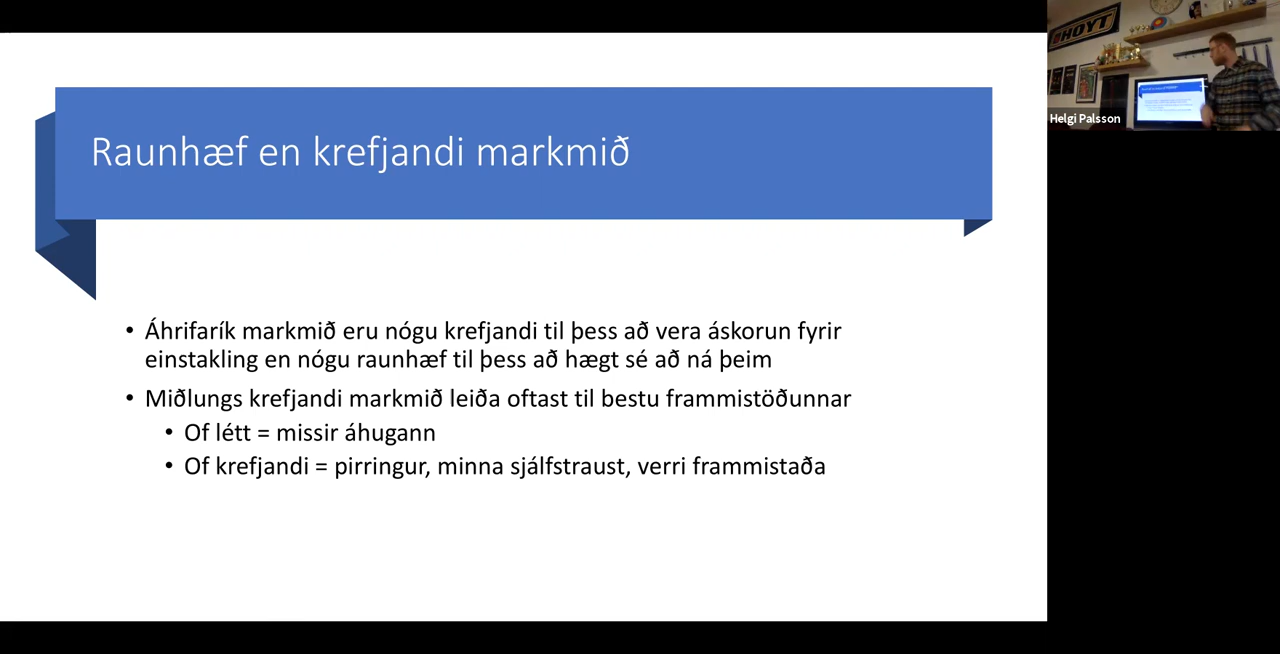 Raunhæf en krefjandi markmið
• Áhrifarík markmið eru nógu krefjandi til þess að vera áskorun fyrir
einstakling en nógu raunhæf til þess að hægt sé að ná þeim
• Miðlungs krefjandi markmið leiða oftast til bestu frammistöðunnar
• Of létt = missir áhugann
• Of krefjandi = pirringur, minna sjálfstraust, verri frammistaða
HOYT
Helgi Palsson